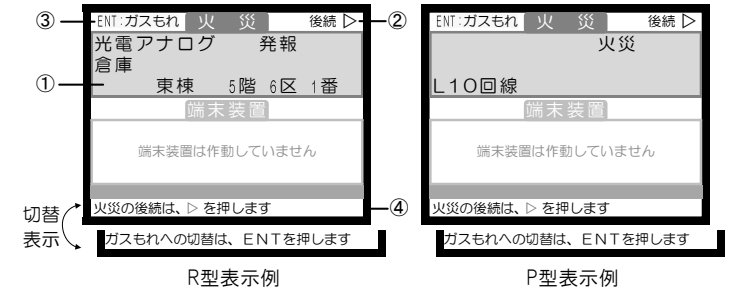 ③ ENT:ガスもれ 火 災 後続 ▷ ②
光電アナログ 発報
倉庫
① 東棟 5階 6区 1番
端末装置
端末装置は作動していません
火災の後続は、▷ を押します ④
切替
表示
ガスもれへの切替は、ENTを押します
R型表示例
ENT:ガスもれ 火 災 後続 ▷
火災
L10回線
端末装置
端末装置は作動していません
火災の後続は、▷ を押します
ガスもれへの切替は、ENTを押します
P型表示例